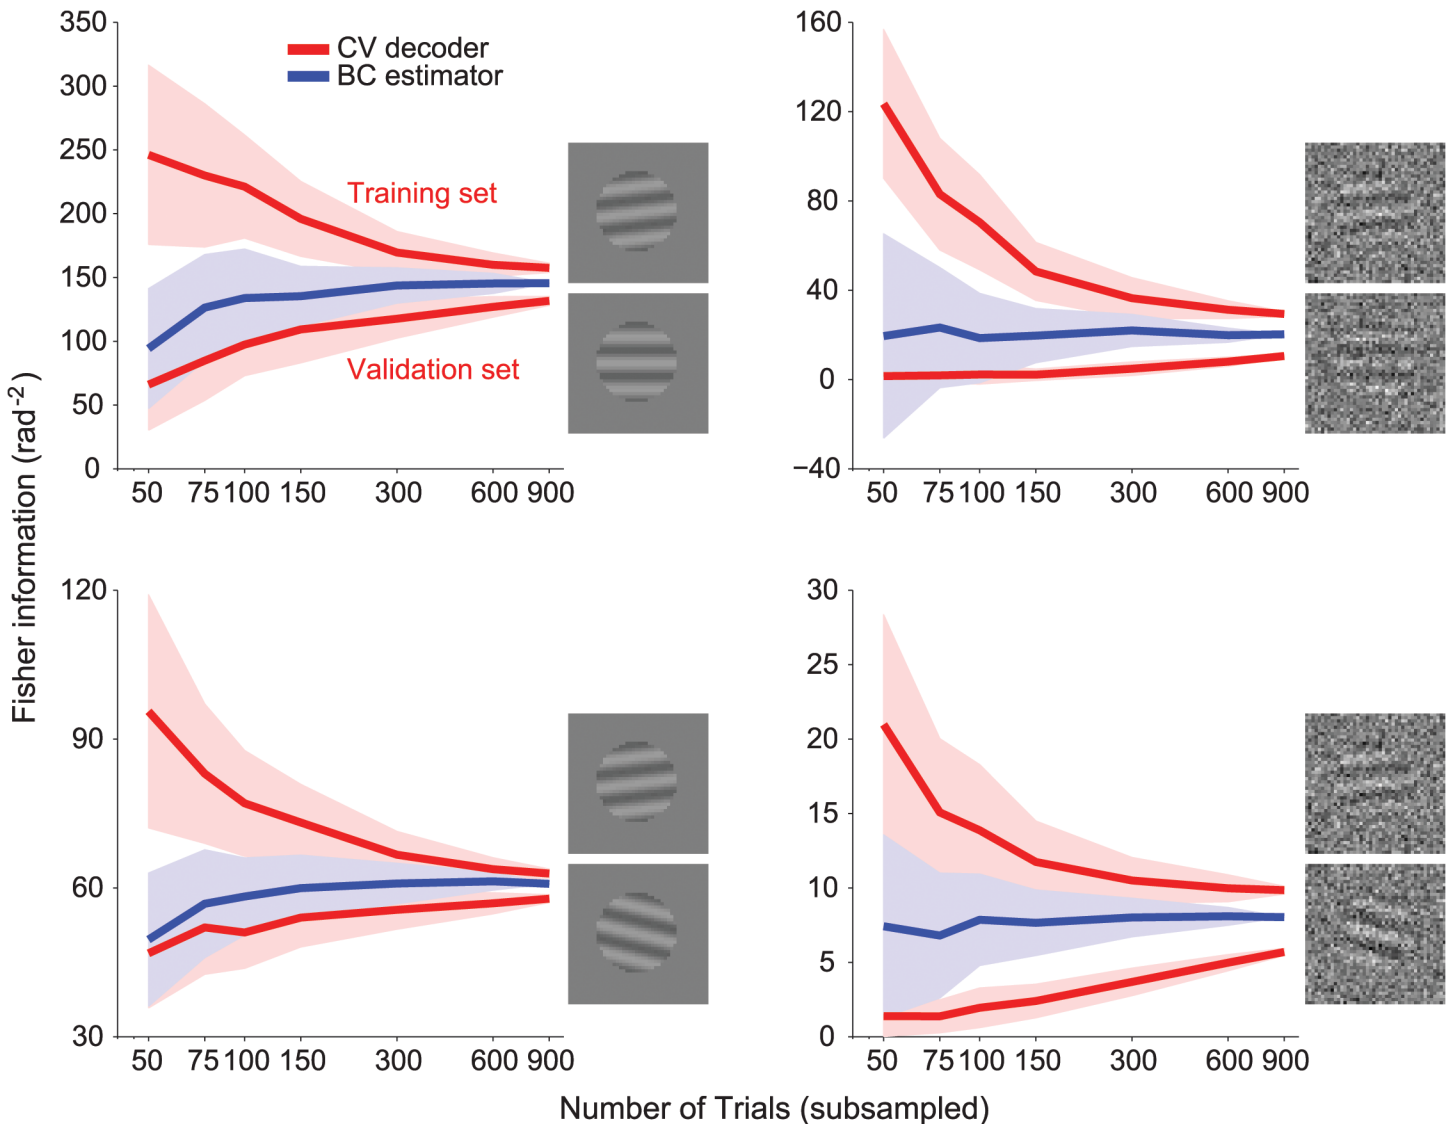 350
300
250
200
150
100
50
0
CV decoder
BC estimator
Training set
Validation set
50 75 100 150 300 600 900
160
120
80
40
0
−40
50 75 100 150 300 600 900
Fisher information (rad⁻²)
120
90
60
30
50 75 100 150 300 600 900
30
25
20
15
10
5
0
50 75 100 150 300 600 900
Number of Trials (subsampled)